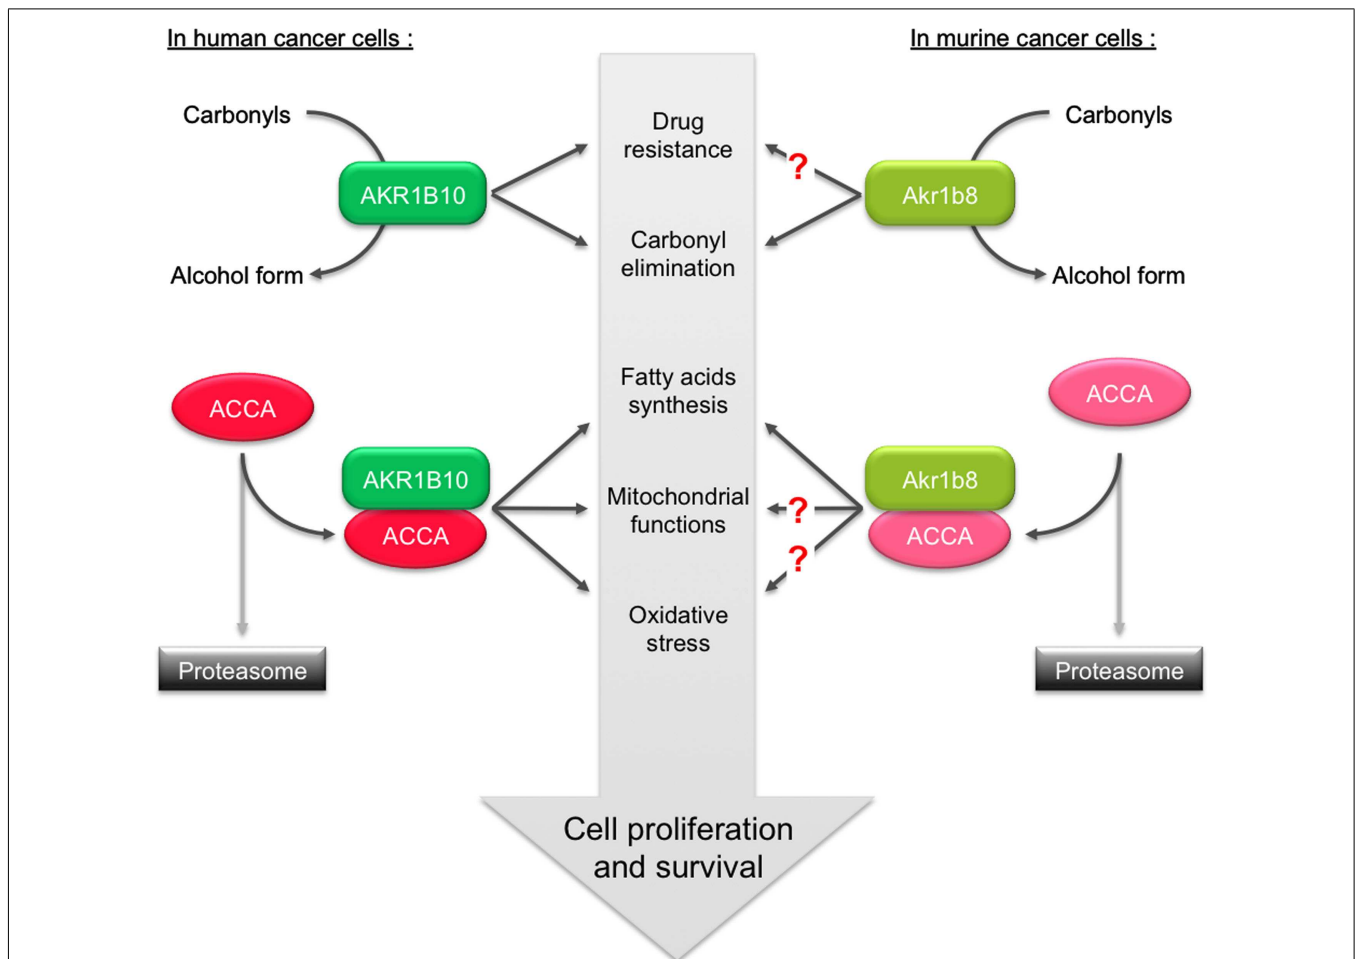 In human cancer cells :
In murine cancer cells :
Carbonyls
AKR1B10
Alcohol form
Drug
resistance
Carbonyl
elimination
?
Carbonyls
Akr1b8
Alcohol form
ACCA
AKR1B10
ACCA
Proteasome
Fatty acids
synthesis
Mitochondrial
functions
Oxidative
stress
?
?
ACCA
Akr1b8
ACCA
Proteasome
Cell proliferation
and survival